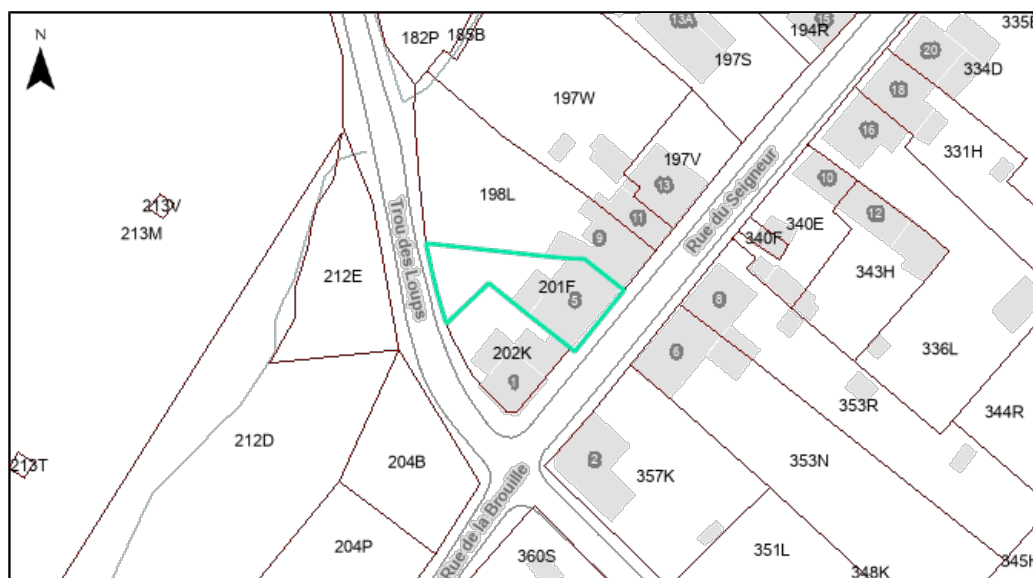 N
182P
185B
13A
15
194R
335E
197S
20
334D
18
197W
16
331H
197V
13
10
198L
11
12
Rue du Seigneur
340E
340F
9
343H
213V
213M
Trou des Loups
212E
201F
5
8
336L
202K
6
1
353R
344R
212D
204B
2
357K
353N
213T
Rue de la Brouille
204P
360S
351L
348K